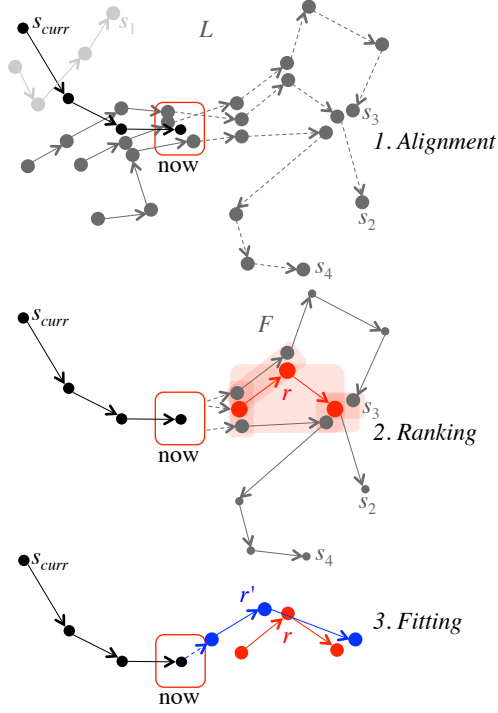 s_curr
s_1
L
s_3
1. Alignment
now
s_2
s_4
s_curr
F
r
s_3
2. Ranking
now
s_2
s_4
s_curr
r'
3. Fitting
r
now